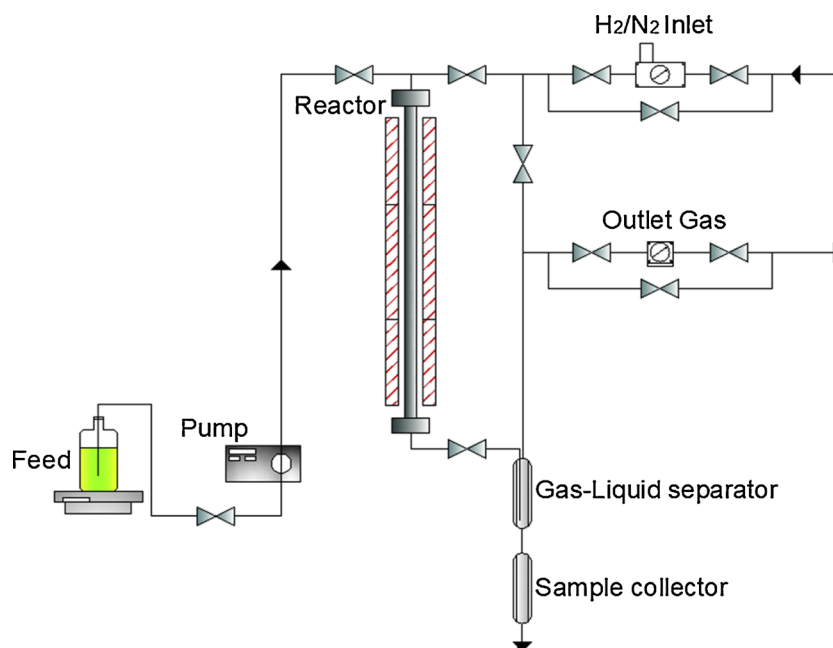 H2/N2 Inlet
Reactor
Outlet Gas
Pump
Feed
Gas-Liquid separator
Sample collector